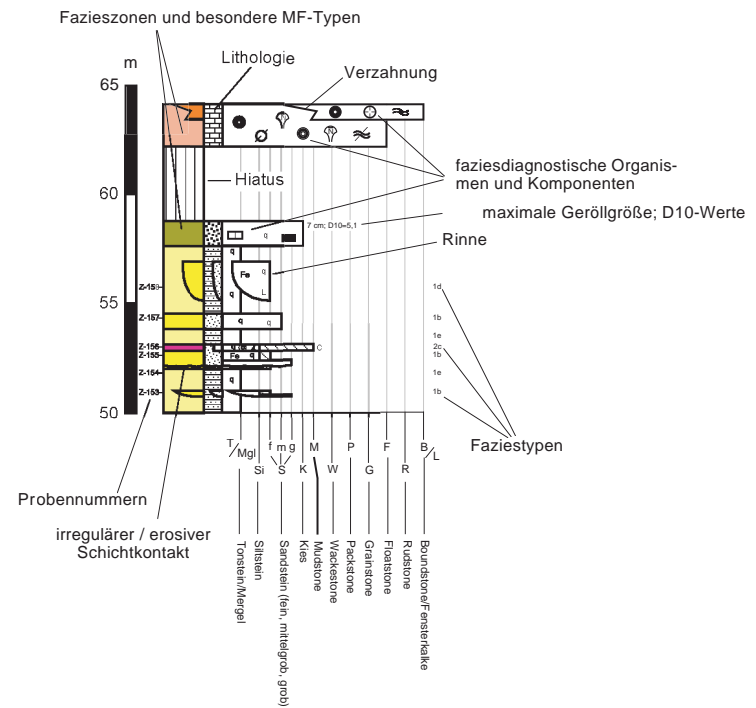 Fazieszonen und besondere MF-Typen
m
Lithologie
Verzahnung
65
60
55
50
Hiatus
faziesdiagnostische Organis-
men und Komponenten
maximale Geröllgröße; D10-Werte
7 cm; D10=5,1
q
Rinne
q
Fe
q
q
L
Z-159
1d
Z-157
q
q
1b
1e
Z-156
C
2c
Z-155
Fe
1b
Z-154
q
1e
Z-153
1b
T/Mgl
Si
f m g
S
K
M
W
P
G
F
R
B/L
Faziestypen
Probennummern
irregulärer / erosiver
Schichtkontakt
Tonstein/Mergel
Siltstein
Sandstein (fein, mittelgrob, grob)
Kies
Mudstone
Wackestone
Packstone
Grainstone
Floatstone
Rudstone
Boundstone/Fensterkalke